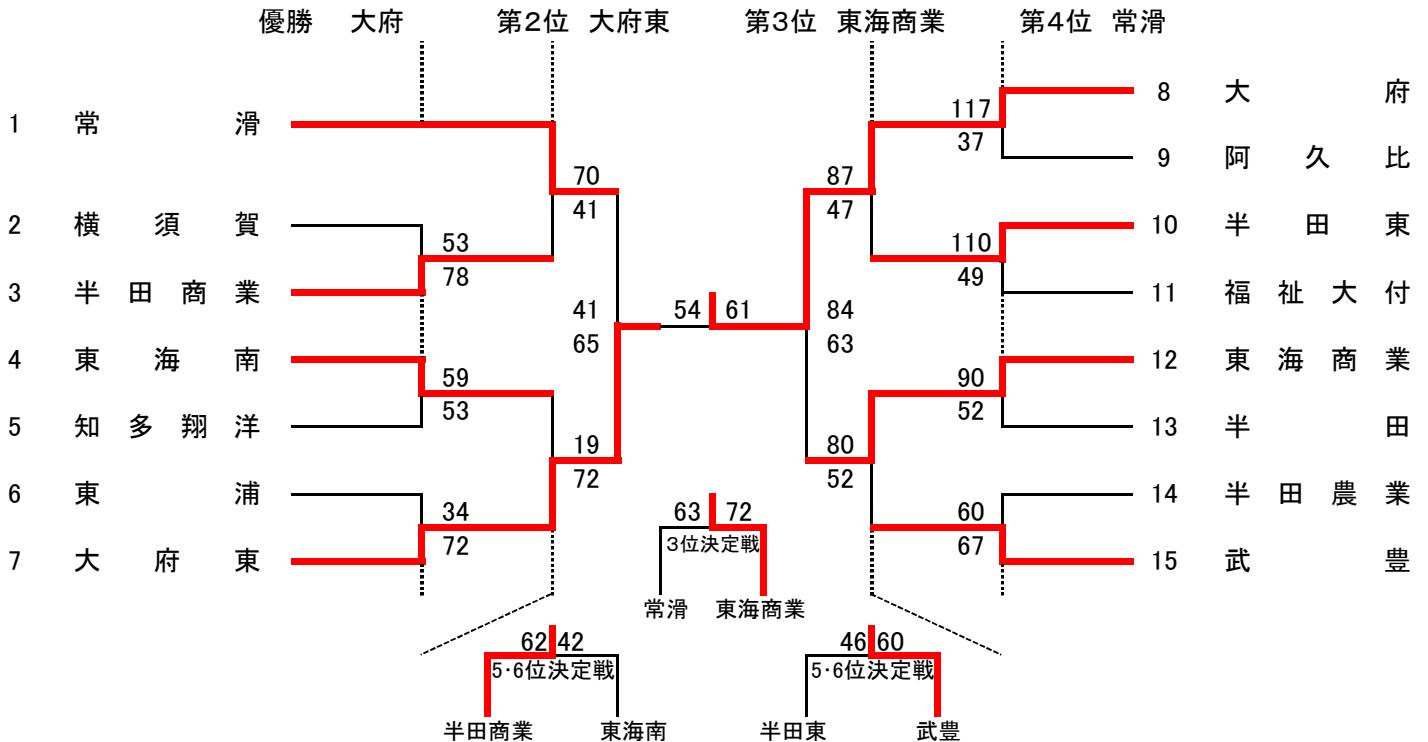 優勝 大府 第2位 大府東 第3位 東海商業 第4位 常滑
1 常滑
2 横須賀
3 半田商業
4 東海南
5 知多翔洋
6 東浦
7 大府東
53
78
59
53
34
72
70
41
19
72
41
65
54 61
87
47
84
63
80
52
117
37
110
49
90
52
60
67
8 大府
9 阿久比
10 半田東
11 福祉大付
12 東海商業
13 半田
14 半田農業
15 武豊
63 72
3位決定戦
常滑 東海商業
62 42
5・6位決定戦
半田商業 東海南
46 60
5・6位決定戦
半田東 武豊